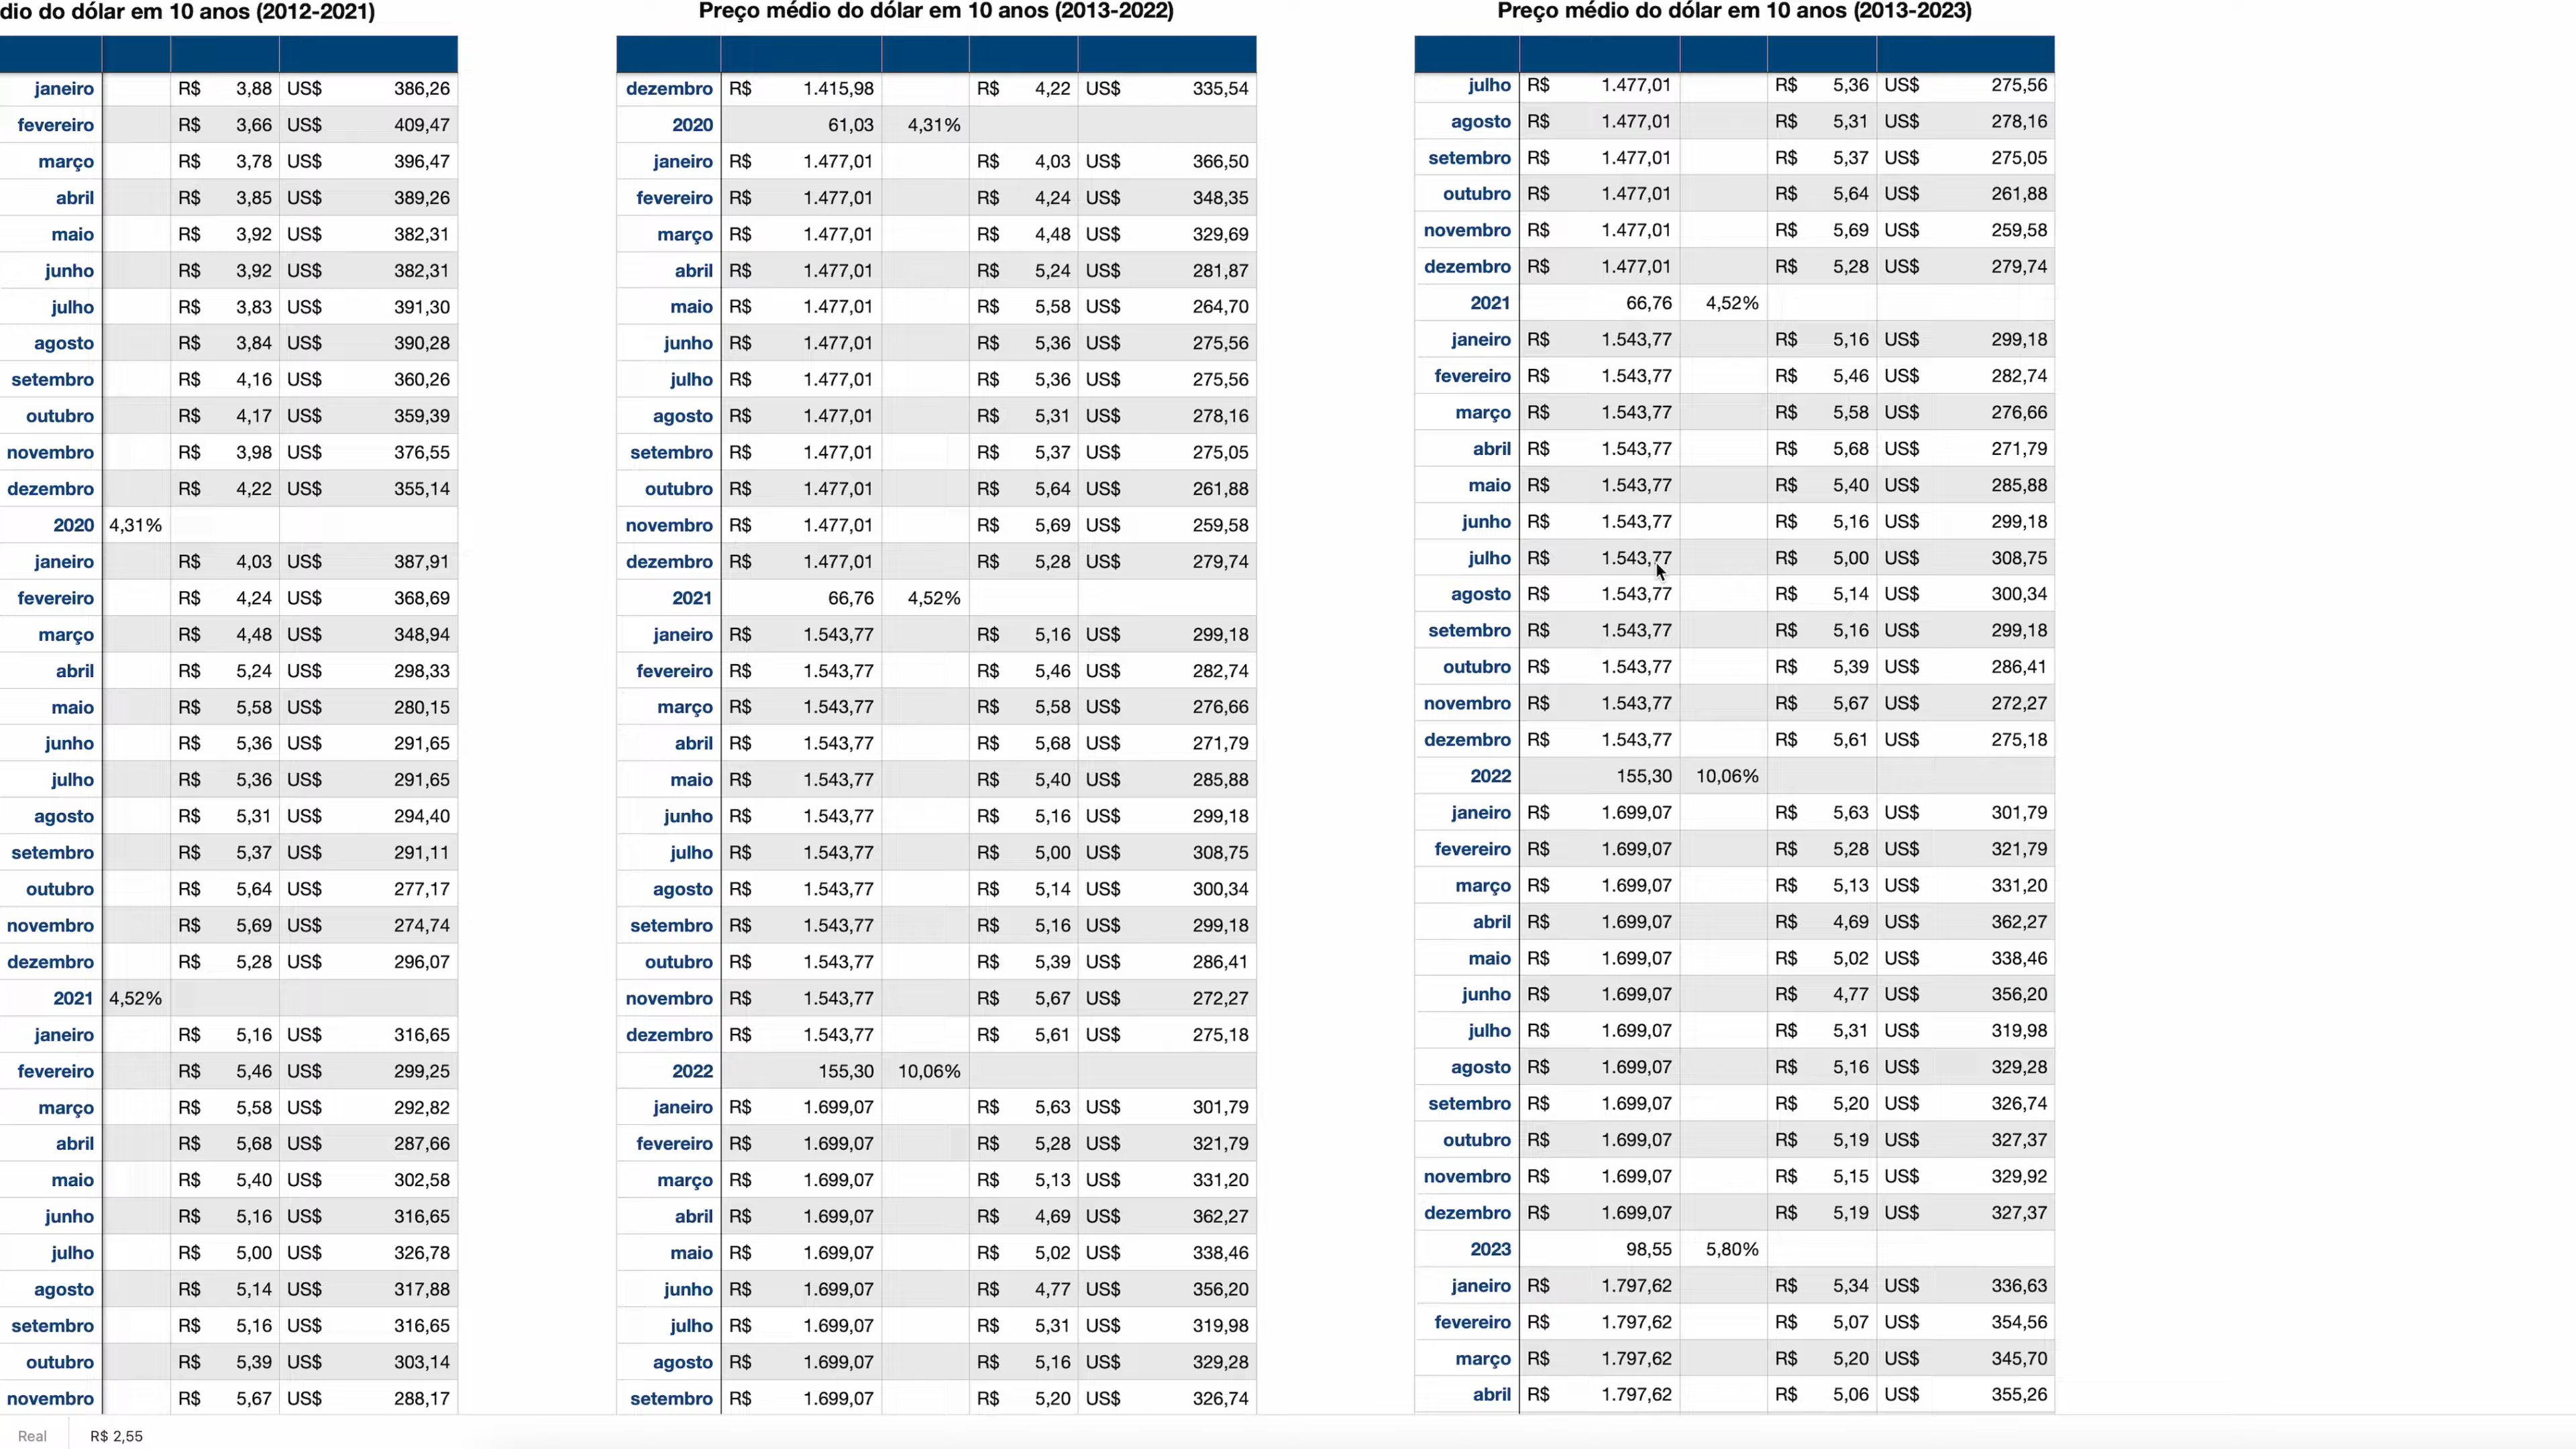 dio do dólar em 10 anos (2012-2021)
janeiro R$ 3,88 US$ 386,26
fevereiro R$ 3,66 US$ 409,47
março R$ 3,78 US$ 396,47
abril R$ 3,85 US$ 389,26
maio R$ 3,92 US$ 382,31
junho R$ 3,92 US$ 382,31
julho R$ 3,83 US$ 391,30
agosto R$ 3,84 US$ 390,28
setembro R$ 4,16 US$ 360,26
outubro R$ 4,17 US$ 359,39
novembro R$ 3,98 US$ 376,55
dezembro R$ 4,22 US$ 355,14
2020 4,31%
janeiro R$ 4,03 US$ 387,91
fevereiro R$ 4,24 US$ 368,69
março R$ 4,48 US$ 348,94
abril R$ 5,24 US$ 298,33
maio R$ 5,58 US$ 280,15
junho R$ 5,36 US$ 291,65
julho R$ 5,36 US$ 291,65
agosto R$ 5,31 US$ 294,40
setembro R$ 5,37 US$ 291,11
outubro R$ 5,64 US$ 277,17
novembro R$ 5,69 US$ 274,74
dezembro R$ 5,28 US$ 296,07
2021 4,52%
janeiro R$ 5,16 US$ 316,65
fevereiro R$ 5,46 US$ 299,25
março R$ 5,58 US$ 292,82
abril R$ 5,68 US$ 287,66
maio R$ 5,40 US$ 302,58
junho R$ 5,16 US$ 316,65
julho R$ 5,00 US$ 326,78
agosto R$ 5,14 US$ 317,88
setembro R$ 5,16 US$ 316,65
outubro R$ 5,39 US$ 303,14
novembro R$ 5,67 US$ 288,17
Preço médio do dólar em 10 anos (2013-2022)
dezembro R$ 1.415,98 R$ 4,22 US$ 335,54
2020 61,03 4,31%
janeiro R$ 1.477,01 R$ 4,03 US$ 366,50
fevereiro R$ 1.477,01 R$ 4,24 US$ 348,35
março R$ 1.477,01 R$ 4,48 US$ 329,69
abril R$ 1.477,01 R$ 5,24 US$ 281,87
maio R$ 1.477,01 R$ 5,58 US$ 264,70
junho R$ 1.477,01 R$ 5,36 US$ 275,56
julho R$ 1.477,01 R$ 5,36 US$ 275,56
agosto R$ 1.477,01 R$ 5,31 US$ 278,16
setembro R$ 1.477,01 R$ 5,37 US$ 275,05
outubro R$ 1.477,01 R$ 5,64 US$ 261,88
novembro R$ 1.477,01 R$ 5,69 US$ 259,58
dezembro R$ 1.477,01 R$ 5,28 US$ 279,74
2021 66,76 4,52%
janeiro R$ 1.543,77 R$ 5,16 US$ 299,18
fevereiro R$ 1.543,77 R$ 5,46 US$ 282,74
março R$ 1.543,77 R$ 5,58 US$ 276,66
abril R$ 1.543,77 R$ 5,68 US$ 271,79
maio R$ 1.543,77 R$ 5,40 US$ 285,88
junho R$ 1.543,77 R$ 5,16 US$ 299,18
julho R$ 1.543,77 R$ 5,00 US$ 308,75
agosto R$ 1.543,77 R$ 5,14 US$ 300,34
setembro R$ 1.543,77 R$ 5,16 US$ 299,18
outubro R$ 1.543,77 R$ 5,39 US$ 286,41
novembro R$ 1.543,77 R$ 5,67 US$ 272,27
dezembro R$ 1.543,77 R$ 5,61 US$ 275,18
2022 155,30 10,06%
janeiro R$ 1.699,07 R$ 5,63 US$ 301,79
fevereiro R$ 1.699,07 R$ 5,28 US$ 321,79
março R$ 1.699,07 R$ 5,13 US$ 331,20
abril R$ 1.699,07 R$ 4,69 US$ 362,27
maio R$ 1.699,07 R$ 5,02 US$ 338,46
junho R$ 1.699,07 R$ 4,77 US$ 356,20
julho R$ 1.699,07 R$ 5,31 US$ 319,98
agosto R$ 1.699,07 R$ 5,16 US$ 329,28
setembro R$ 1.699,07 R$ 5,20 US$ 326,74
Preço médio do dólar em 10 anos (2013-2023)
julho R$ 1.477,01 R$ 5,36 US$ 275,56
agosto R$ 1.477,01 R$ 5,31 US$ 278,16
setembro R$ 1.477,01 R$ 5,37 US$ 275,05
outubro R$ 1.477,01 R$ 5,64 US$ 261,88
novembro R$ 1.477,01 R$ 5,69 US$ 259,58
dezembro R$ 1.477,01 R$ 5,28 US$ 279,74
2021 66,76 4,52%
janeiro R$ 1.543,77 R$ 5,16 US$ 299,18
fevereiro R$ 1.543,77 R$ 5,46 US$ 282,74
março R$ 1.543,77 R$ 5,58 US$ 276,66
abril R$ 1.543,77 R$ 5,68 US$ 271,79
maio R$ 1.543,77 R$ 5,40 US$ 285,88
junho R$ 1.543,77 R$ 5,16 US$ 299,18
julho R$ 1.543,77 R$ 5,00 US$ 308,75
agosto R$ 1.543,77 R$ 5,14 US$ 300,34
setembro R$ 1.543,77 R$ 5,16 US$ 299,18
outubro R$ 1.543,77 R$ 5,39 US$ 286,41
novembro R$ 1.543,77 R$ 5,67 US$ 272,27
dezembro R$ 1.543,77 R$ 5,61 US$ 275,18
2022 155,30 10,06%
janeiro R$ 1.699,07 R$ 5,63 US$ 301,79
fevereiro R$ 1.699,07 R$ 5,28 US$ 321,79
março R$ 1.699,07 R$ 5,13 US$ 331,20
abril R$ 1.699,07 R$ 4,69 US$ 362,27
maio R$ 1.699,07 R$ 5,02 US$ 338,46
junho R$ 1.699,07 R$ 4,77 US$ 356,20
julho R$ 1.699,07 R$ 5,31 US$ 319,98
agosto R$ 1.699,07 R$ 5,16 US$ 329,28
setembro R$ 1.699,07 R$ 5,20 US$ 326,74
outubro R$ 1.699,07 R$ 5,19 US$ 327,37
novembro R$ 1.699,07 R$ 5,15 US$ 329,92
dezembro R$ 1.699,07 R$ 5,19 US$ 327,37
2023 98,55 5,80%
janeiro R$ 1.797,62 R$ 5,34 US$ 336,63
fevereiro R$ 1.797,62 R$ 5,07 US$ 354,56
março R$ 1.797,62 R$ 5,20 US$ 345,70
abril R$ 1.797,62 R$ 5,06 US$ 355,26
Real R$ 2,55